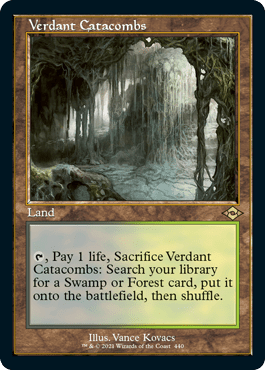 Verdant Catacombs
Land
, Pay 1 life, Sacrifice Verdant
Catacombs: Search your library
for a Swamp or Forest card, put it
onto the battlefield, then shuffle.
Illus. Vance Kovacs
™ & © 2021 Wizards of the Coast 440